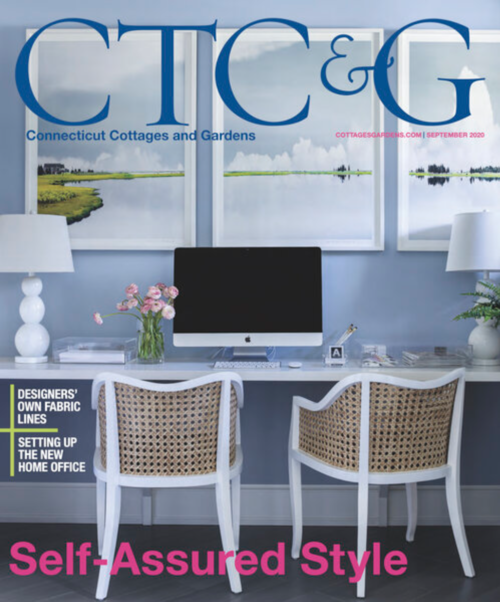 CTC&G
Connecticut Cottages and Gardens
COTTAGESGARDENS.COM | SEPTEMBER 2020
A
DESIGNERS'
OWN FABRIC
LINES
SETTING UP
THE NEW
HOME OFFICE
Self-Assured Style